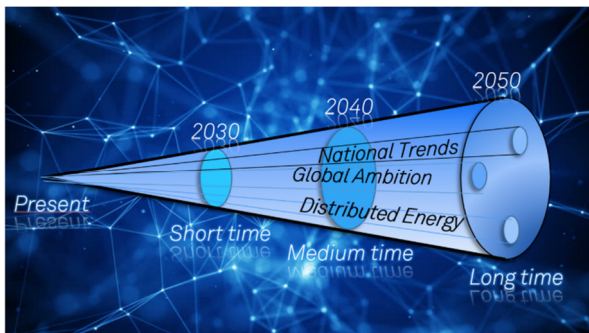 2050
2040
2030
National Trends
Global Ambition
Distributed Energy
Present
Short time
Medium time
Long time